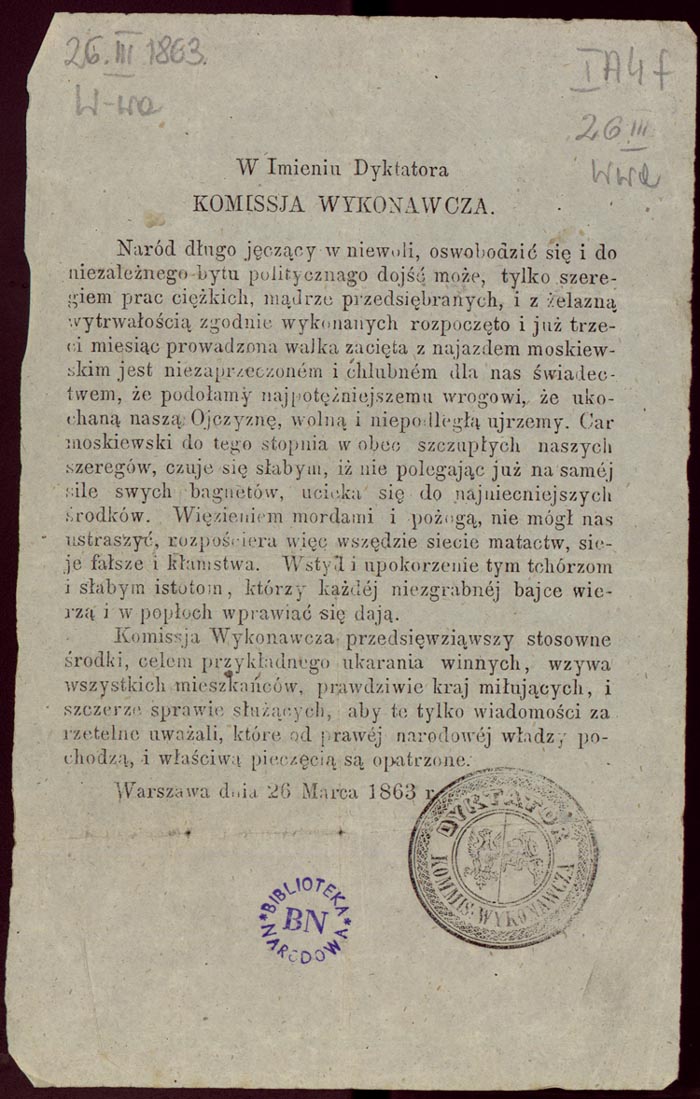 26.III 1863.
W-wa
I A4f
26 III
Wwa
W Imieniu Dyktatora
KOMISSJA WYKONAWCZA.
Naród długo jęczący w niewoli, oswobodzić się i do
niezależnego bytu politycznago dojść może, tylko szere-
giem prac ciężkich, mądrze przedsiębranych, i z żelazną
wytrwałością zgodnie wykonanych rozpoczęto i już trze-
ci miesiąc prowadzona walka zacięta z najazdem moskiew-
skim jest niezaprzeczoném i chlubném dla nas świadec-
twem, że podołamy najpotężniejszemu wrogowi, że uko-
chaną naszą Ojczyznę, wolną i niepodległą ujrzemy. Car
moskiewski do tego stopnia w obec szczupłych naszych
szeregów, czuje się słabym, iż nie polegając już na saméj
sile swych bagnetów, ucieka się do najniecniejszych
środków. Więzieniem mordami i pożogą, nie mógł nas
ustraszyć, rozpościera więc wszędzie siecie matactw, sie-
je fałsze i kłamstwa. Wstyd i upokorzenie tym tchórzom
i słabym istotom, którzy każdéj niezgrabnéj bajce wie-
rzą i w popłoch wprawiać się dają.
Komissja Wykonawcza przedsięwziąwszy stosowne
środki, celem przykładnego ukarania winnych, wzywa
wszystkich mieszkańców, prawdziwie kraj miłujących, i
szczerze sprawie służących, aby te tylko wiadomości za
rzetelne uważali, które od prawéj narodowéj władzy po-
chodzą, i właściwą pieczęcią są opatrzone.
Warszawa dnia 26 Marca 1863 r.
DYKTATOR
KOMMIS: WYKONAWCZA
BIBLIOTEKA
BN
NARODOWA